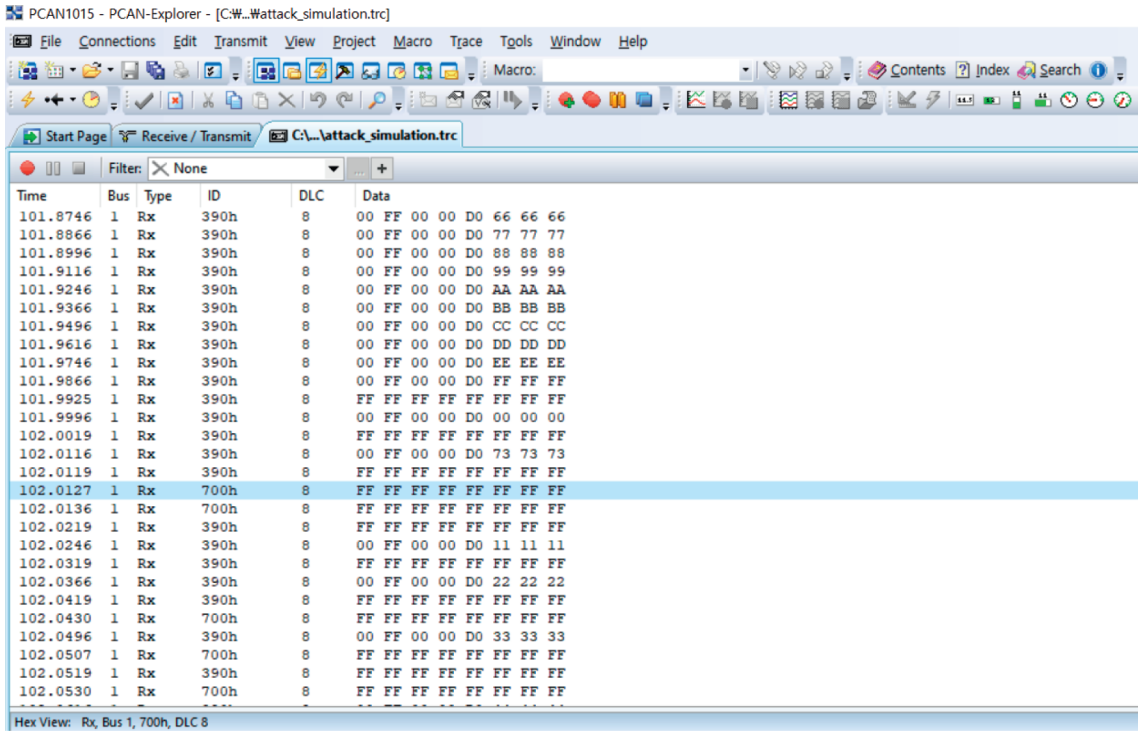 PCAN1015 - PCAN-Explorer - [C:₩...₩attack_simulation.trc]
File Connections Edit Transmit View Project Macro Trace Tools Window Help
Macro: Contents Index Search
Start Page Receive / Transmit C:\...\attack_simulation.trc
Filter: None ... +
Time Bus Type ID DLC Data
101.8746 1 Rx 390h 8 00 FF 00 00 D0 66 66 66
101.8866 1 Rx 390h 8 00 FF 00 00 D0 77 77 77
101.8996 1 Rx 390h 8 00 FF 00 00 D0 88 88 88
101.9116 1 Rx 390h 8 00 FF 00 00 D0 99 99 99
101.9246 1 Rx 390h 8 00 FF 00 00 D0 AA AA AA
101.9366 1 Rx 390h 8 00 FF 00 00 D0 BB BB BB
101.9496 1 Rx 390h 8 00 FF 00 00 D0 CC CC CC
101.9616 1 Rx 390h 8 00 FF 00 00 D0 DD DD DD
101.9746 1 Rx 390h 8 00 FF 00 00 D0 EE EE EE
101.9866 1 Rx 390h 8 00 FF 00 00 D0 FF FF FF
101.9925 1 Rx 390h 8 FF FF FF FF FF FF FF FF
101.9996 1 Rx 390h 8 00 FF 00 00 D0 00 00 00
102.0019 1 Rx 390h 8 FF FF FF FF FF FF FF FF
102.0116 1 Rx 390h 8 00 FF 00 00 D0 73 73 73
102.0119 1 Rx 390h 8 FF FF FF FF FF FF FF FF
102.0127 1 Rx 700h 8 FF FF FF FF FF FF FF FF
102.0136 1 Rx 700h 8 FF FF FF FF FF FF FF FF
102.0219 1 Rx 390h 8 FF FF FF FF FF FF FF FF
102.0246 1 Rx 390h 8 00 FF 00 00 D0 11 11 11
102.0319 1 Rx 390h 8 FF FF FF FF FF FF FF FF
102.0366 1 Rx 390h 8 00 FF 00 00 D0 22 22 22
102.0419 1 Rx 390h 8 FF FF FF FF FF FF FF FF
102.0430 1 Rx 700h 8 FF FF FF FF FF FF FF FF
102.0496 1 Rx 390h 8 00 FF 00 00 D0 33 33 33
102.0507 1 Rx 700h 8 FF FF FF FF FF FF FF FF
102.0519 1 Rx 390h 8 FF FF FF FF FF FF FF FF
102.0530 1 Rx 700h 8 FF FF FF FF FF FF FF FF
Hex View: Rx, Bus 1, 700h, DLC 8